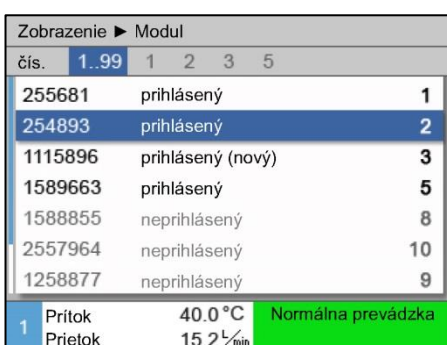 Zobrazenie ► Modul
čís. 1..99 1 2 3 5
255681 prihlásený 1
254893 prihlásený 2
1115896 prihlásený (nový) 3
1589663 prihlásený 5
1588855 neprihlásený 8
2557964 neprihlásený 10
1258877 neprihlásený 9
1 Prítok 40.0 °C Normálna prevádzka
Prietok 15.2 L/min